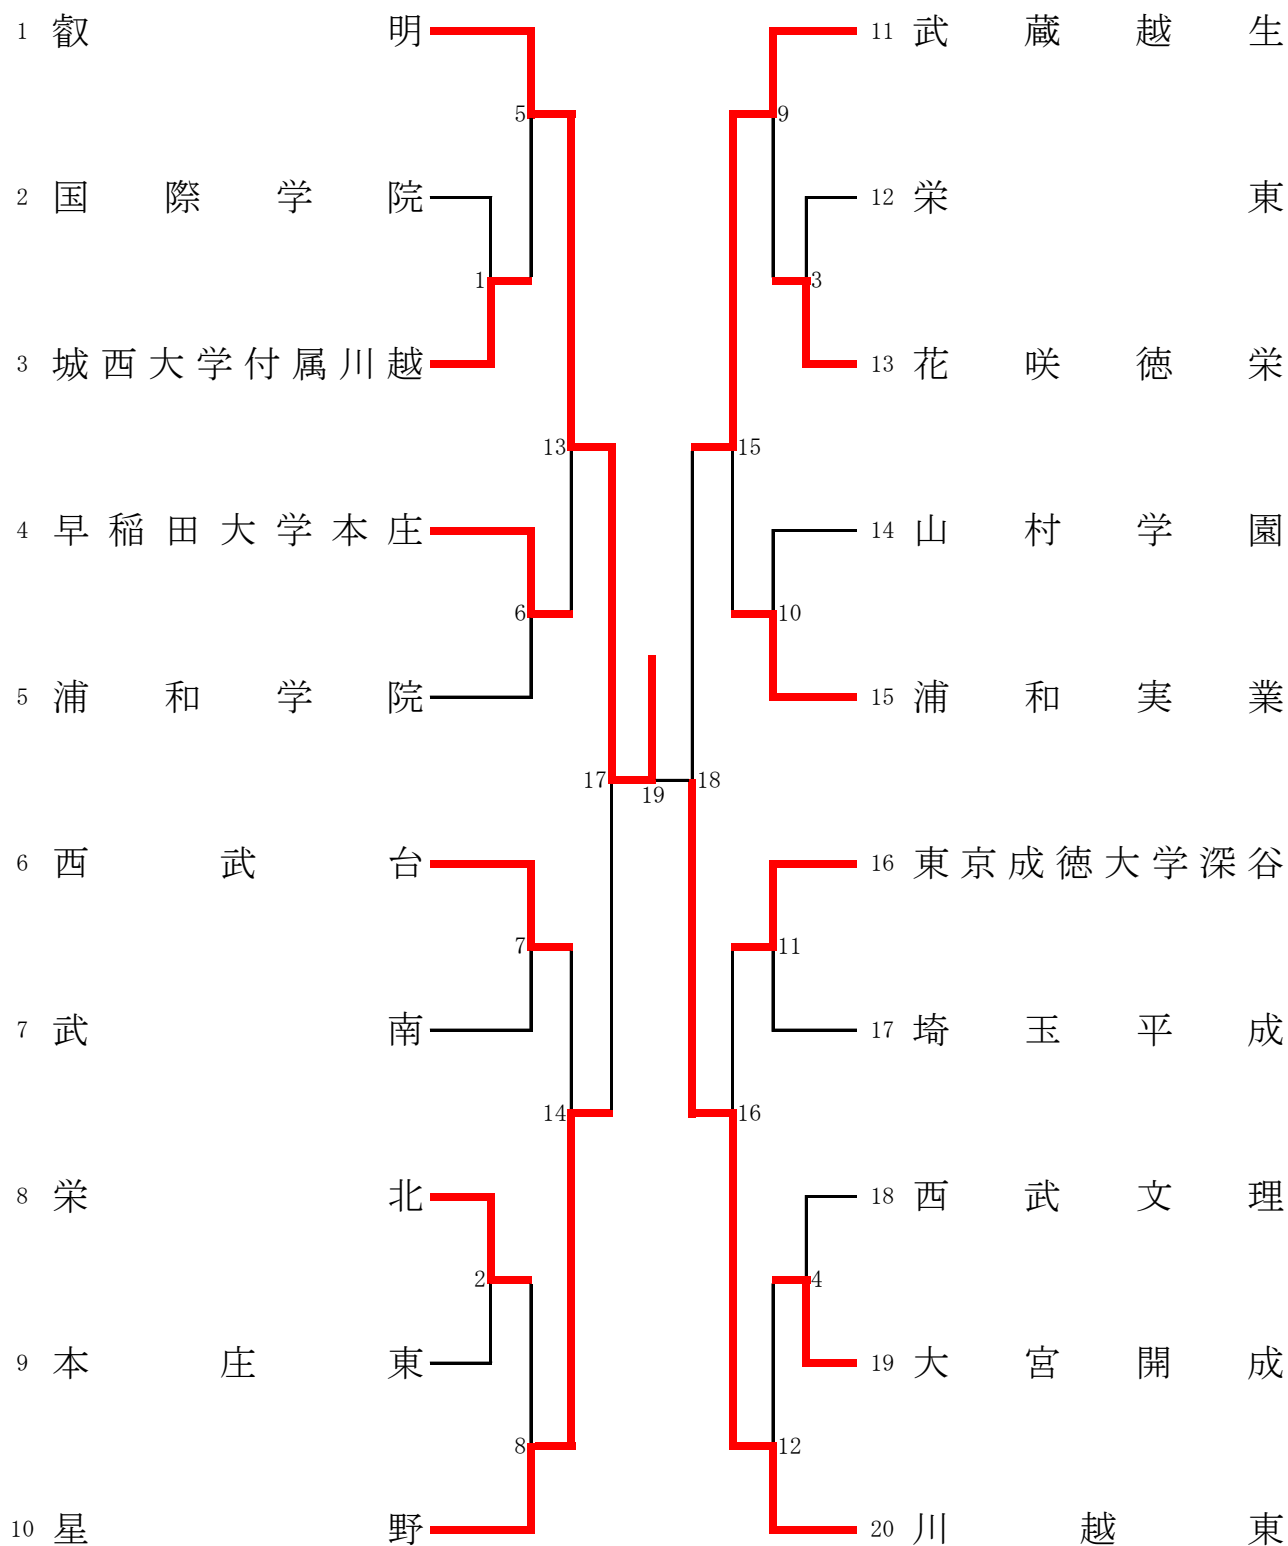 1 叡明
11 武蔵越生
5
9
2 国際学院
12 栄東
1
3
3 城西大学付属川越
13 花咲徳栄
13
15
4 早稲田大学本庄
14 山村学園
6
10
5 浦和学院
15 浦和実業
17
19
18
6 西武台
16 東京成徳大学深谷
7
11
7 武南
17 埼玉平成
14
16
8 栄北
18 西武文理
2
4
9 本庄東
19 大宮開成
8
12
10 星野
20 川越東